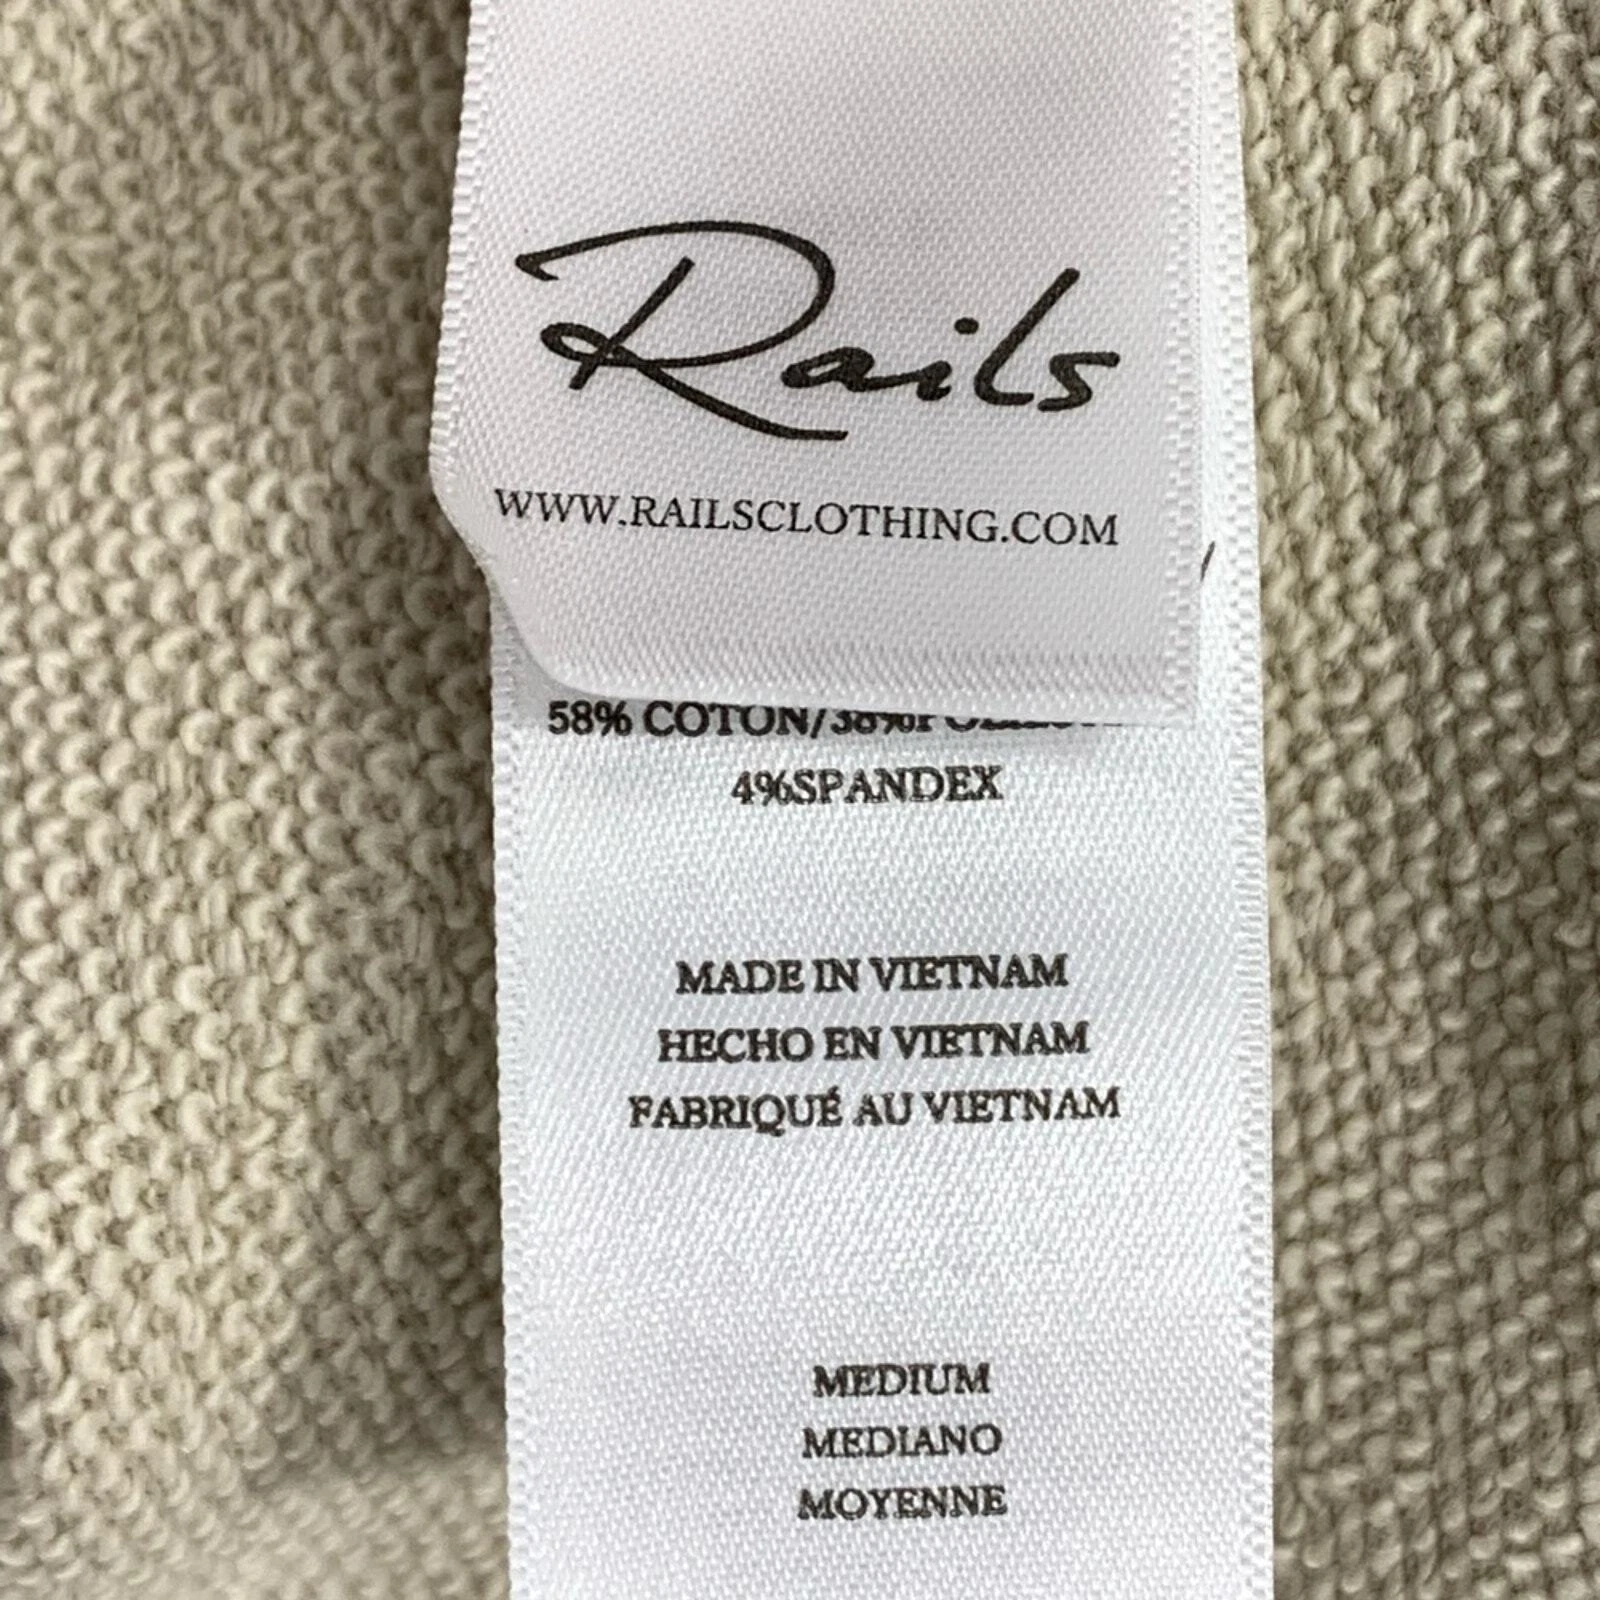 Rails
WWW.RAILSCLOTHING.COM
58% COTON/38%
4%SPANDEX
MADE IN VIETNAM
HECHO EN VIETNAM
FABRIQUÉ AU VIETNAM
MEDIUM
MEDIANO
MOYENNE